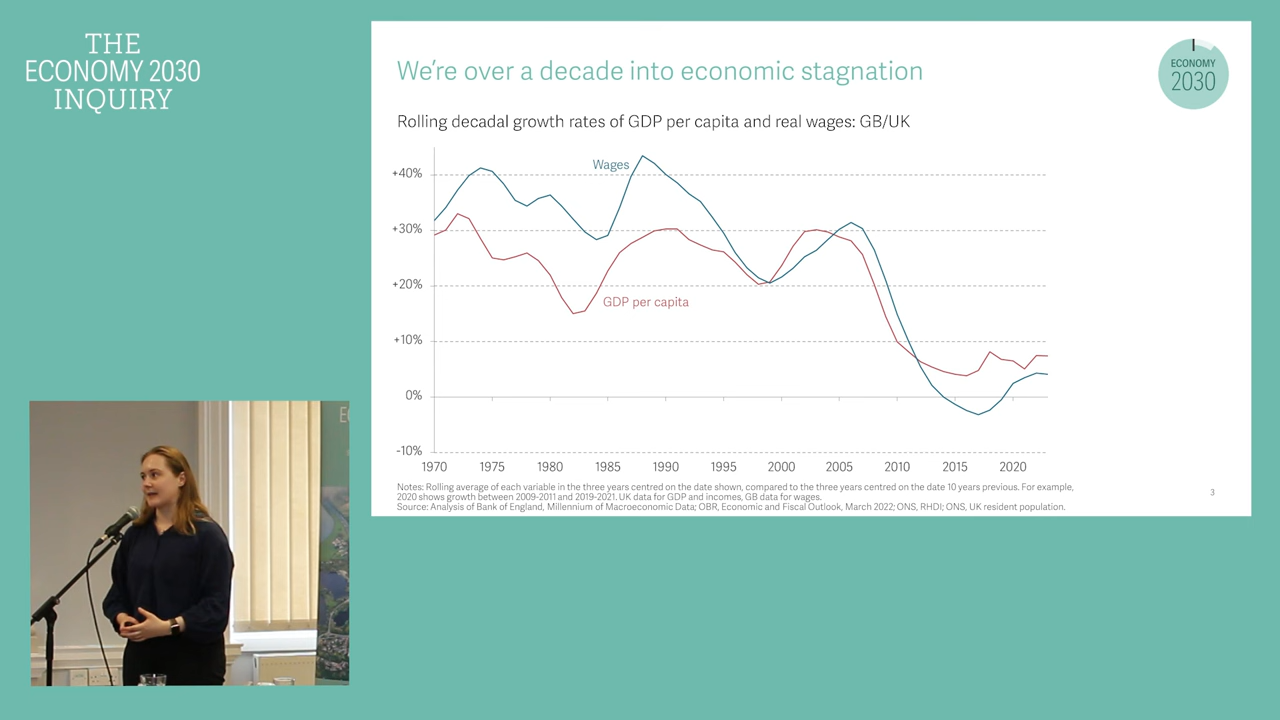 THE
ECONOMY 2030
INQUIRY
We're over a decade into economic stagnation
ECONOMY
2030
Rolling decadal growth rates of GDP per capita and real wages: GB/UK
+40%
+30%
+20%
+10%
0%
-10%
Wages
GDP per capita
1970 1975 1980 1985 1990 1995 2000 2005 2010 2015 2020
Notes: Rolling average of each variable in the three years centred on the date shown, compared to the three years centred on the date 10 years previous. For example,
2020 shows growth between 2009-2011 and 2019-2021. UK data for GDP and incomes, GB data for wages.
Source: Analysis of Bank of England, Millennium of Macroeconomic Data; OBR, Economic and Fiscal Outlook, March 2022; ONS, RHDI; ONS, UK resident population.
3